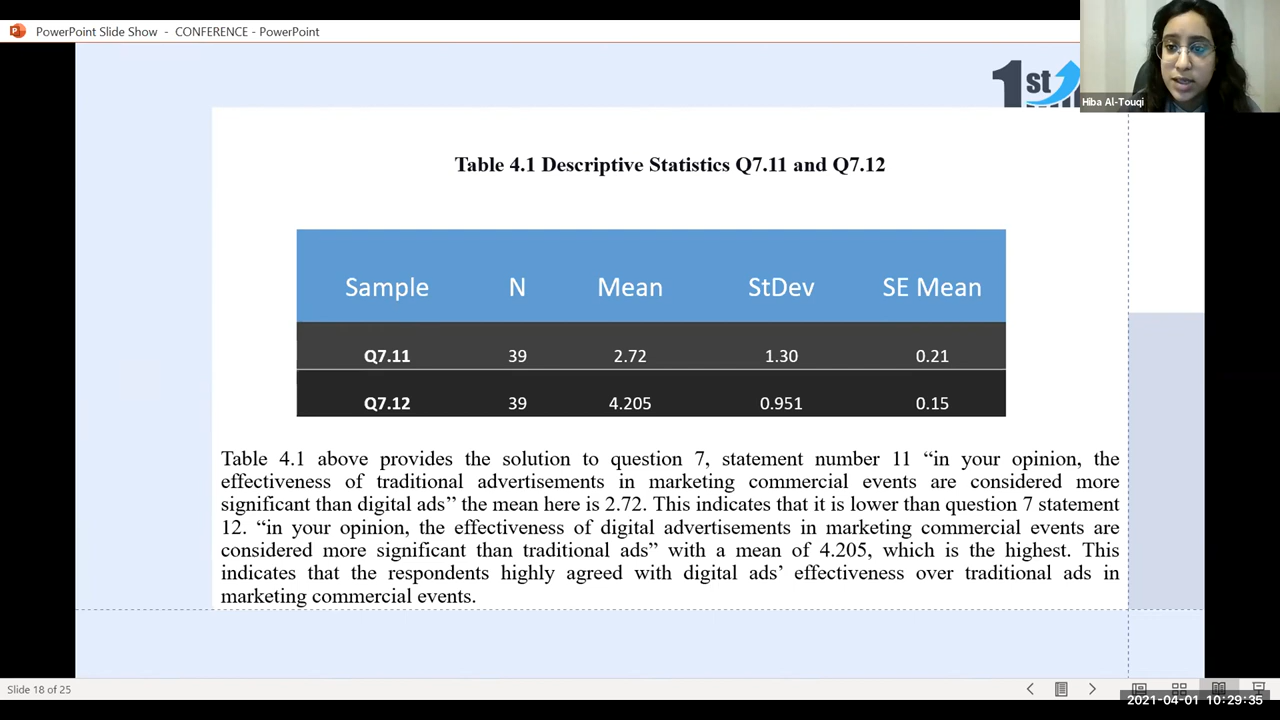 PowerPoint Slide Show - CONFERENCE - PowerPoint
1st
Hiba Al-Touqi
Table 4.1 Descriptive Statistics Q7.11 and Q7.12
Sample N Mean StDev SE Mean
Q7.11 39 2.72 1.30 0.21
Q7.12 39 4.205 0.951 0.15
Table 4.1 above provides the solution to question 7, statement number 11 “in your opinion, the
effectiveness of traditional advertisements in marketing commercial events are considered more
significant than digital ads” the mean here is 2.72. This indicates that it is lower than question 7 statement
12. “in your opinion, the effectiveness of digital advertisements in marketing commercial events are
considered more significant than traditional ads” with a mean of 4.205, which is the highest. This
indicates that the respondents highly agreed with digital ads’ effectiveness over traditional ads in
marketing commercial events.
Slide 18 of 25
2021-04-01 10:29:35